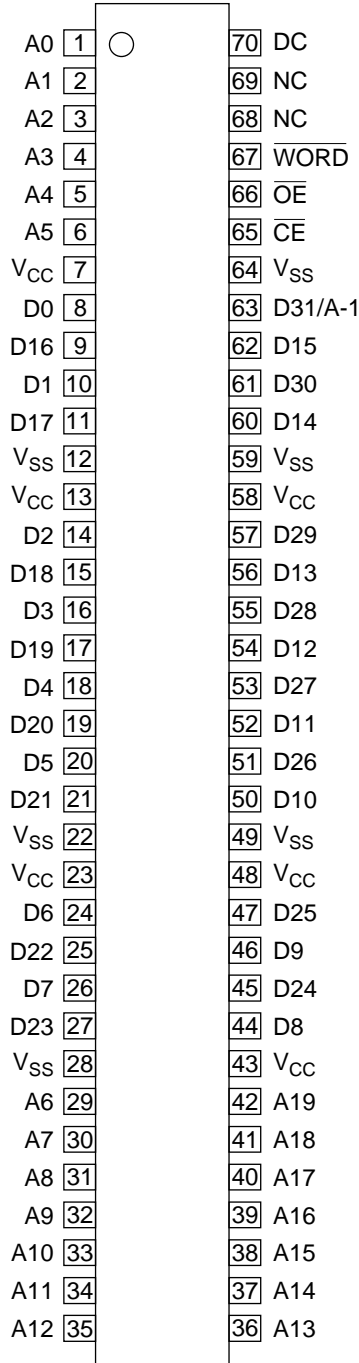 A0 1 70 DC
A1 2 69 NC
A2 3 68 NC
A3 4 67 WORD
A4 5 66 OE
A5 6 65 CE
VCC 7 64 VSS
D0 8 63 D31/A-1
D16 9 62 D15
D1 10 61 D30
D17 11 60 D14
VSS 12 59 VSS
VCC 13 58 VCC
D2 14 57 D29
D18 15 56 D13
D3 16 55 D28
D19 17 54 D12
D4 18 53 D27
D20 19 52 D11
D5 20 51 D26
D21 21 50 D10
VSS 22 49 VSS
VCC 23 48 VCC
D6 24 47 D25
D22 25 46 D9
D7 26 45 D24
D23 27 44 D8
VSS 28 43 VCC
A6 29 42 A19
A7 30 41 A18
A8 31 40 A17
A9 32 39 A16
A10 33 38 A15
A11 34 37 A14
A12 35 36 A13